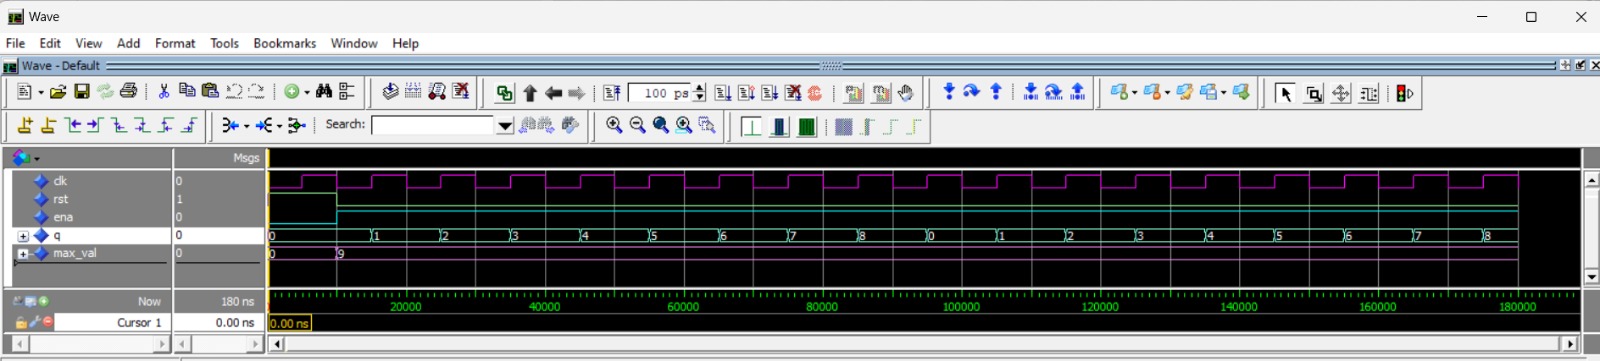 Wave
File Edit View Add Format Tools Bookmarks Window Help
Wave - Default
100 ps
Search:
Msgs
clk 0
rst 1
ena 0
q 0 0 1 2 3 4 5 6 7 8 0 1 2 3 4 5 6 7 8
max_val 0 0 9
Now 180 ns 20000 40000 60000 80000 100000 120000 140000 160000 180000
Cursor 1 0.00 ns 0.00 ns